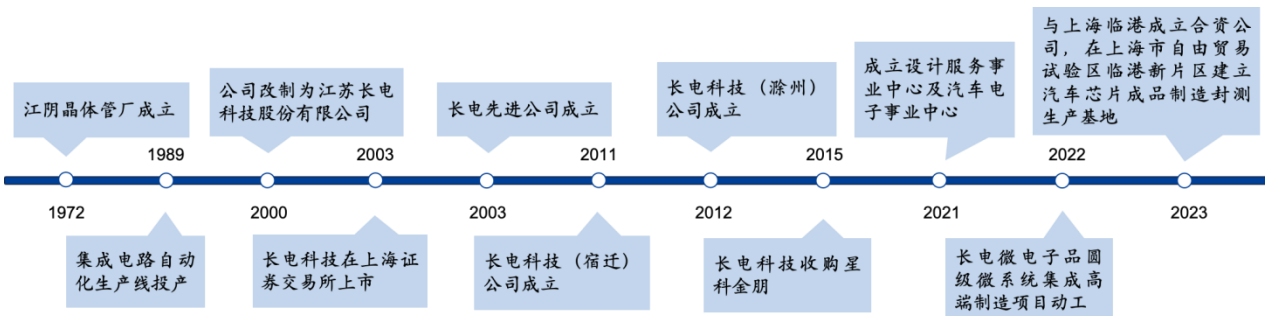 江阴晶体管厂成立
1972
1989
集成电路自动
化生产线投产
公司改制为江苏长电
科技股份有限公司
2000
2003
长电科技在上海证
券交易所上市
长电先进公司成立
2003
2011
长电科技（宿迁）
公司成立
长电科技（滁州）
公司成立
2012
2015
长电科技收购星
科金朋
成立设计服务事
业中心及汽车电
子事业中心
2021
2022
长电微电子品圆
级微系统集成高
端制造项目动工
与上海临港成立合资公
司，在上海市自由贸易
试验区临港新片区建立
汽车芯片成品制造封测
生产基地
2023